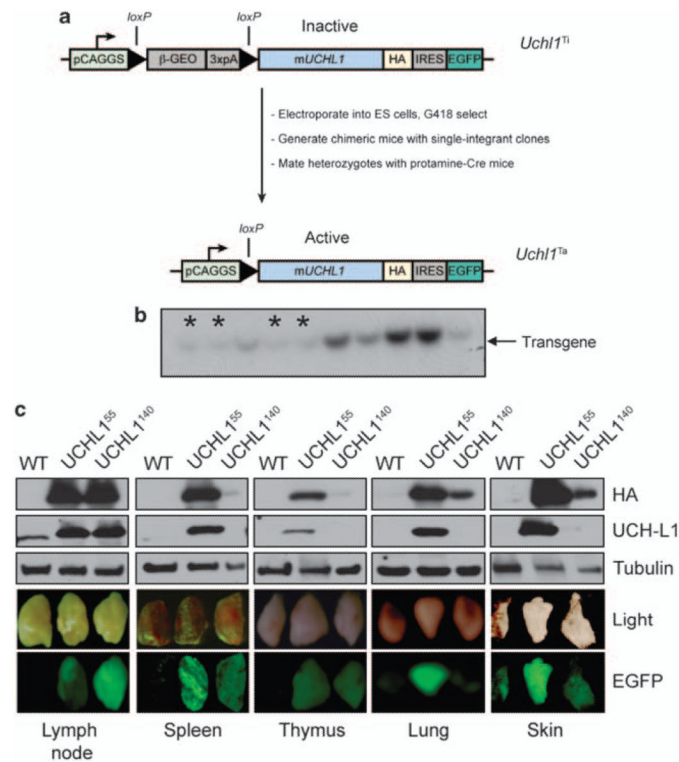 a
loxP loxP
Inactive
Uchl1Ti
pCAGGS β-GEO 3xpA mUCHL1 HA IRES EGFP
- Electroporate into ES cells, G418 select
- Generate chimeric mice with single-integrant clones
- Mate heterozygotes with protamine-Cre mice
loxP
Active
Uchl1Ta
pCAGGS mUCHL1 HA IRES EGFP
b
* * * *
Transgene
c
WT UCHL155 UCHL1140 WT UCHL155 UCHL1140 WT UCHL155 UCHL1140 WT UCHL155 UCHL1140 WT UCHL155 UCHL1140
HA
UCH-L1
Tubulin
Light
EGFP
Lymph node Spleen Thymus Lung Skin